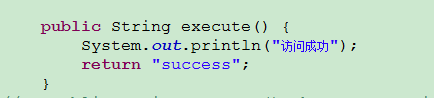 public String execute() {
System.out.println("访问成功");
return "success";
}